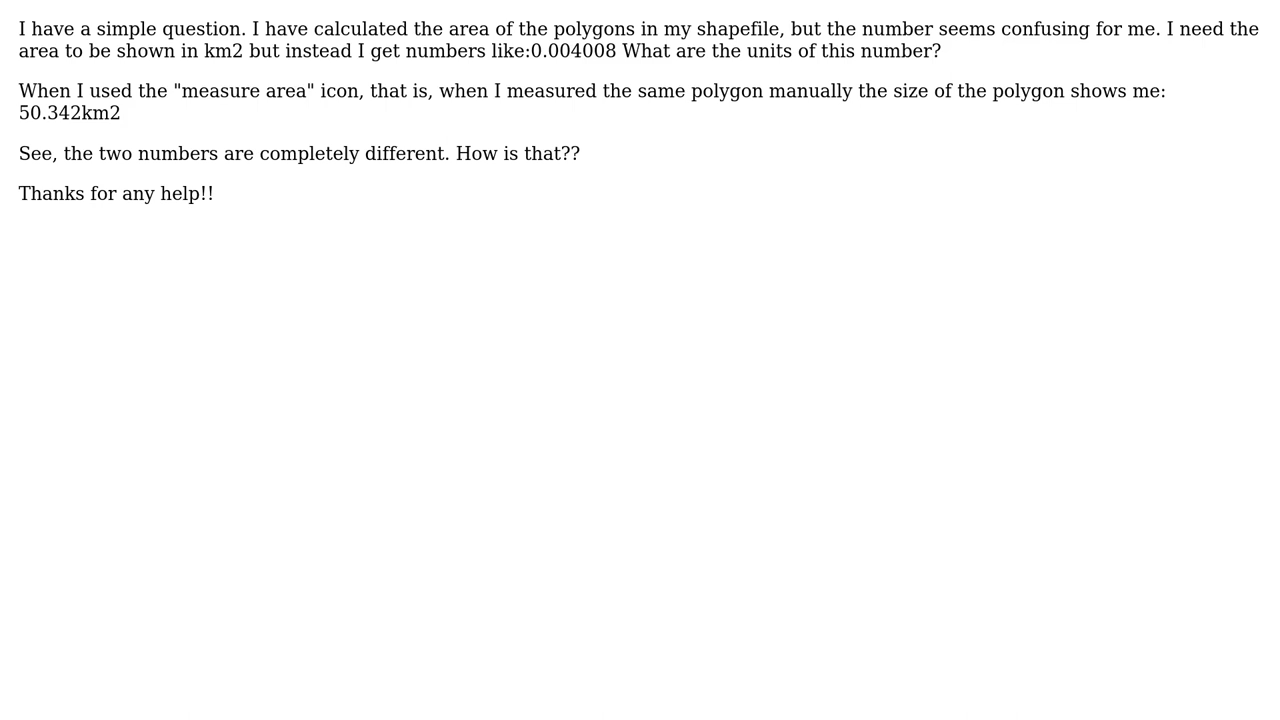 I have a simple question. I have calculated the area of the polygons in my shapefile, but the number seems confusing for me. I need the
area to be shown in km2 but instead I get numbers like:0.004008 What are the units of this number?
When I used the "measure area" icon, that is, when I measured the same polygon manually the size of the polygon shows me:
50.342km2
See, the two numbers are completely different. How is that??
Thanks for any help!!